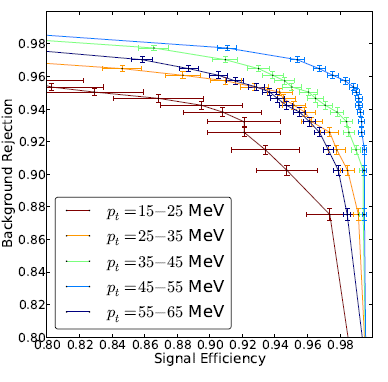 Background Rejection
0.98
0.96
0.94
0.92
0.90
0.88
0.86
0.84
0.82
0.80
p_t = 15−25 MeV
p_t = 25−35 MeV
p_t = 35−45 MeV
p_t = 45−55 MeV
p_t = 55−65 MeV
0.80 0.82 0.84 0.86 0.88 0.90 0.92 0.94 0.96 0.98
Signal Efficiency